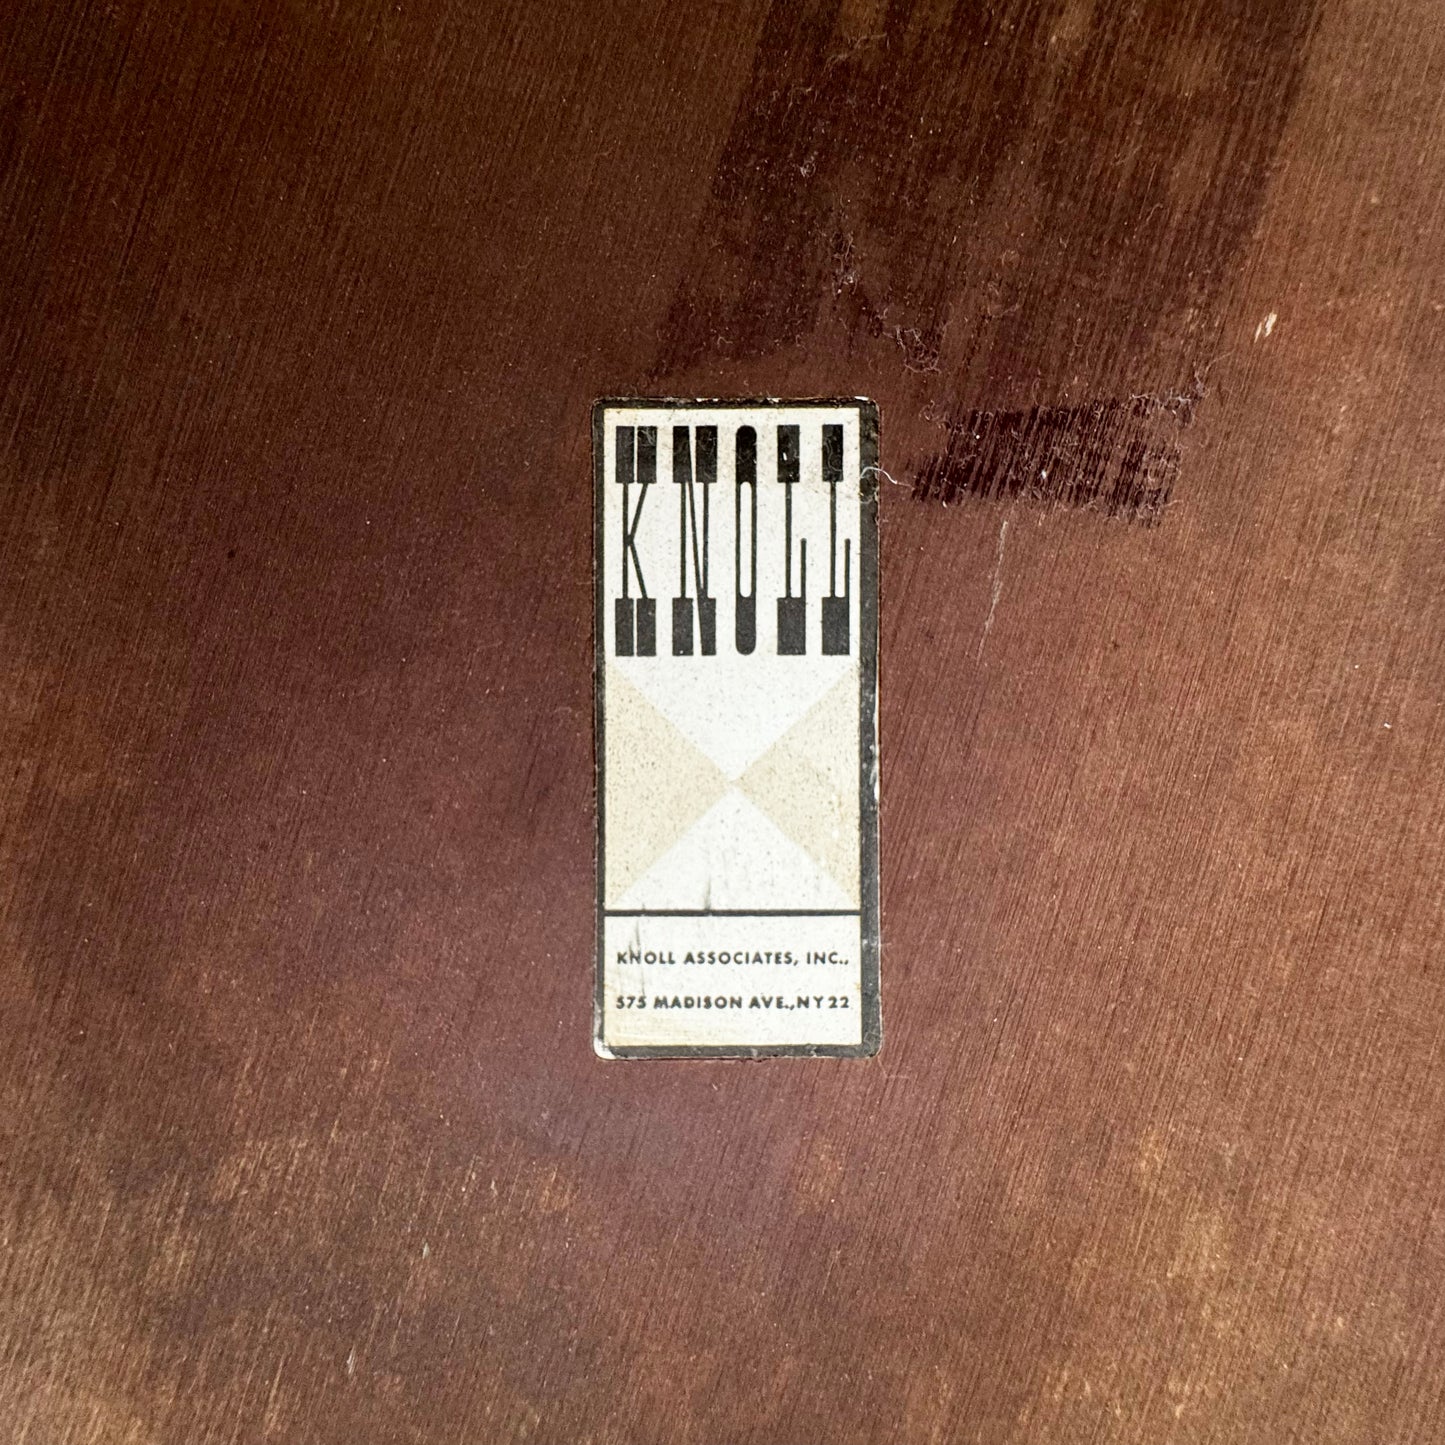 KNOLL
KNOLL ASSOCIATES, INC.,
575 MADISON AVE., NY 22